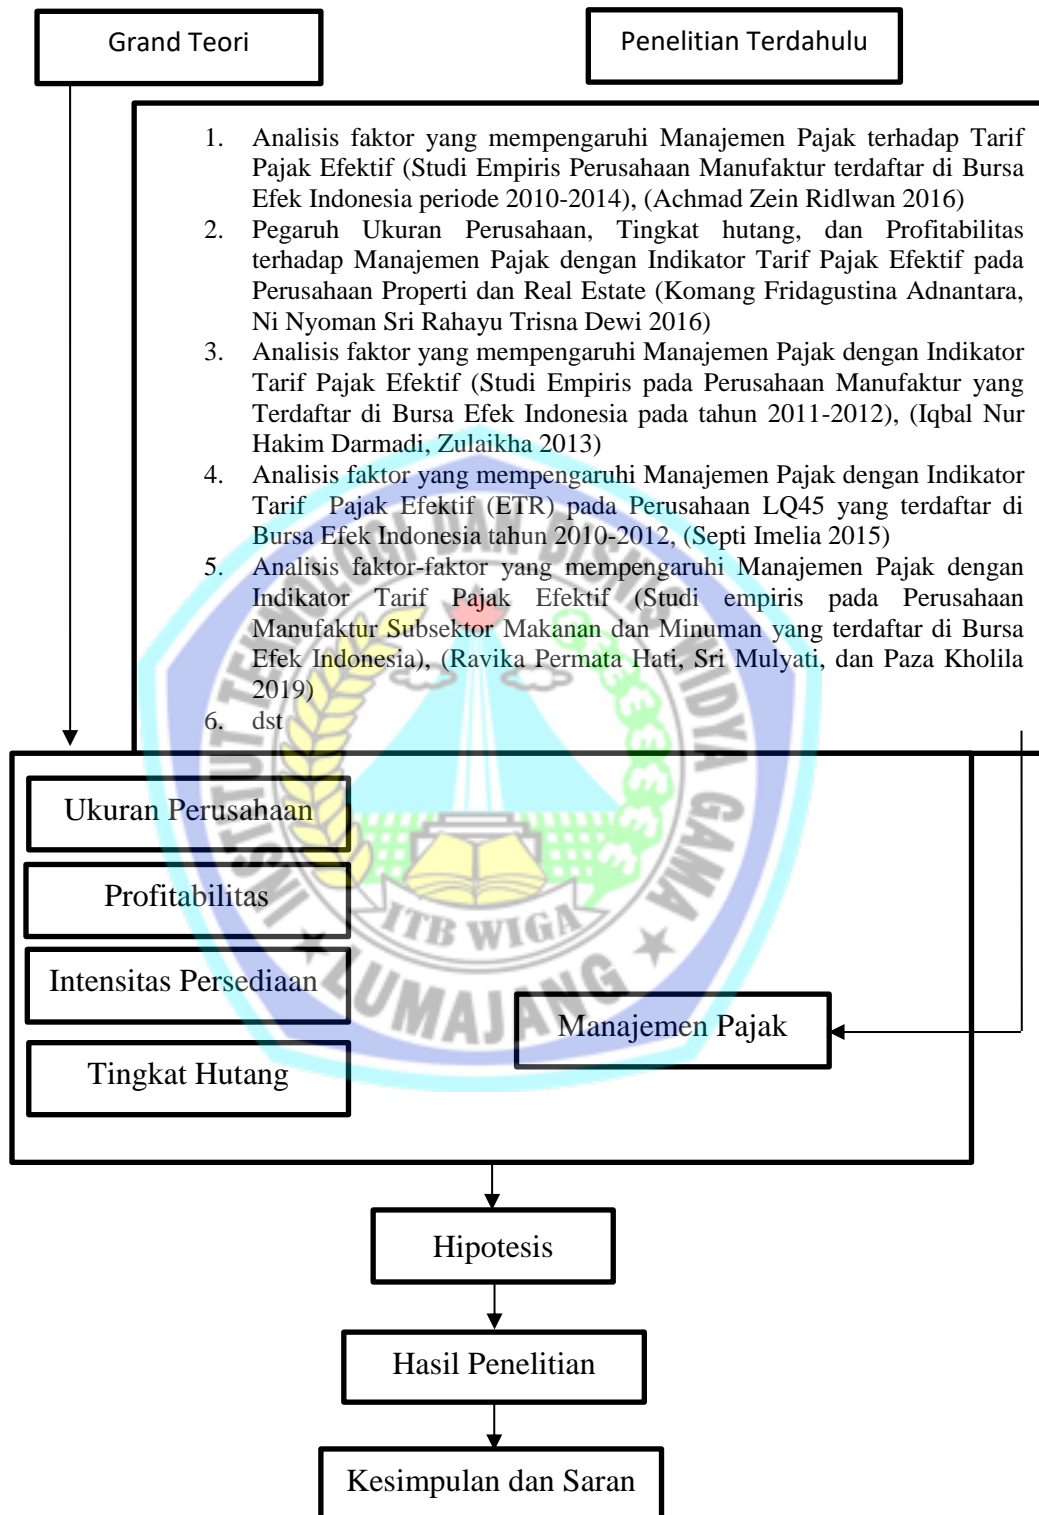 Grand Teori
Penelitian Terdahulu
1. Analisis faktor yang mempengaruhi Manajemen Pajak terhadap Tarif
Pajak Efektif (Studi Empiris Perusahaan Manufaktur terdaftar di Bursa
Efek Indonesia periode 2010-2014), (Achmad Zein Ridlwan 2016)
2. Pegaruh Ukuran Perusahaan, Tingkat hutang, dan Profitabilitas
terhadap Manajemen Pajak dengan Indikator Tarif Pajak Efektif pada
Perusahaan Properti dan Real Estate (Komang Fridagustina Adnantara,
Ni Nyoman Sri Rahayu Trisna Dewi 2016)
3. Analisis faktor yang mempengaruhi Manajemen Pajak dengan Indikator
Tarif Pajak Efektif (Studi Empiris pada Perusahaan Manufaktur yang
Terdaftar di Bursa Efek Indonesia pada tahun 2011-2012), (Iqbal Nur
Hakim Darmadi, Zulaikha 2013)
4. Analisis faktor yang mempengaruhi Manajemen Pajak dengan Indikator
Tarif Pajak Efektif (ETR) pada Perusahaan LQ45 yang terdaftar di
Bursa Efek Indonesia tahun 2010-2012, (Septi Imelia 2015)
5. Analisis faktor-faktor yang mempengaruhi Manajemen Pajak dengan
Indikator Tarif Pajak Efektif (Studi empiris pada Perusahaan
Manufaktur Subsektor Makanan dan Minuman yang terdaftar di Bursa
Efek Indonesia), (Ravika Permata Hati, Sri Mulyati, dan Paza Kholila
2019)
6. dst
Ukuran Perusahaan
Profitabilitas
Intensitas Persediaan
Tingkat Hutang
Manajemen Pajak
Hipotesis
Hasil Penelitian
Kesimpulan dan Saran
INSTITUT TEKNOLOGI DAN BISNIS WIDYA GAMA
ITB WIGA
LUMAJANG